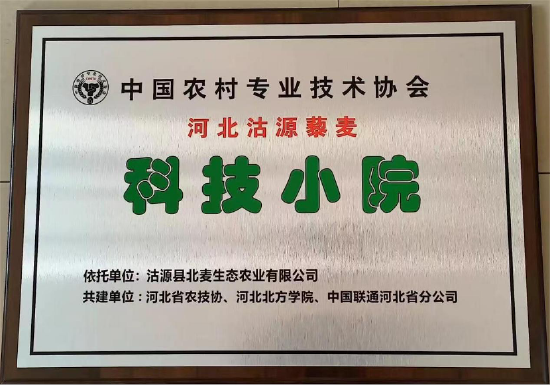 中国农村专业技术协会
河北沽源藜麦
科技小院
依托单位：沽源县北麦生态农业有限公司
共建单位：河北省农技协、河北北方学院、中国联通河北省分公司